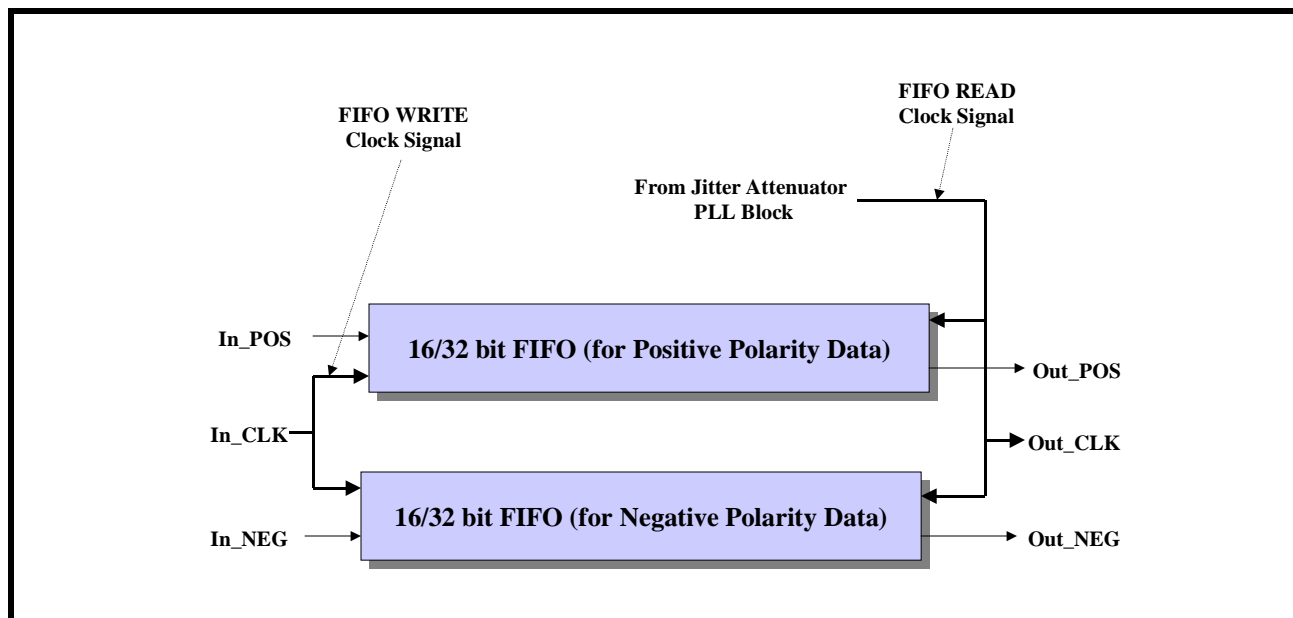 FIFO READ
Clock Signal
FIFO WRITE
Clock Signal
From Jitter Attenuator
PLL Block
In_POS
16/32 bit FIFO (for Positive Polarity Data)
Out_POS
In_CLK
Out_CLK
16/32 bit FIFO (for Negative Polarity Data)
In_NEG
Out_NEG